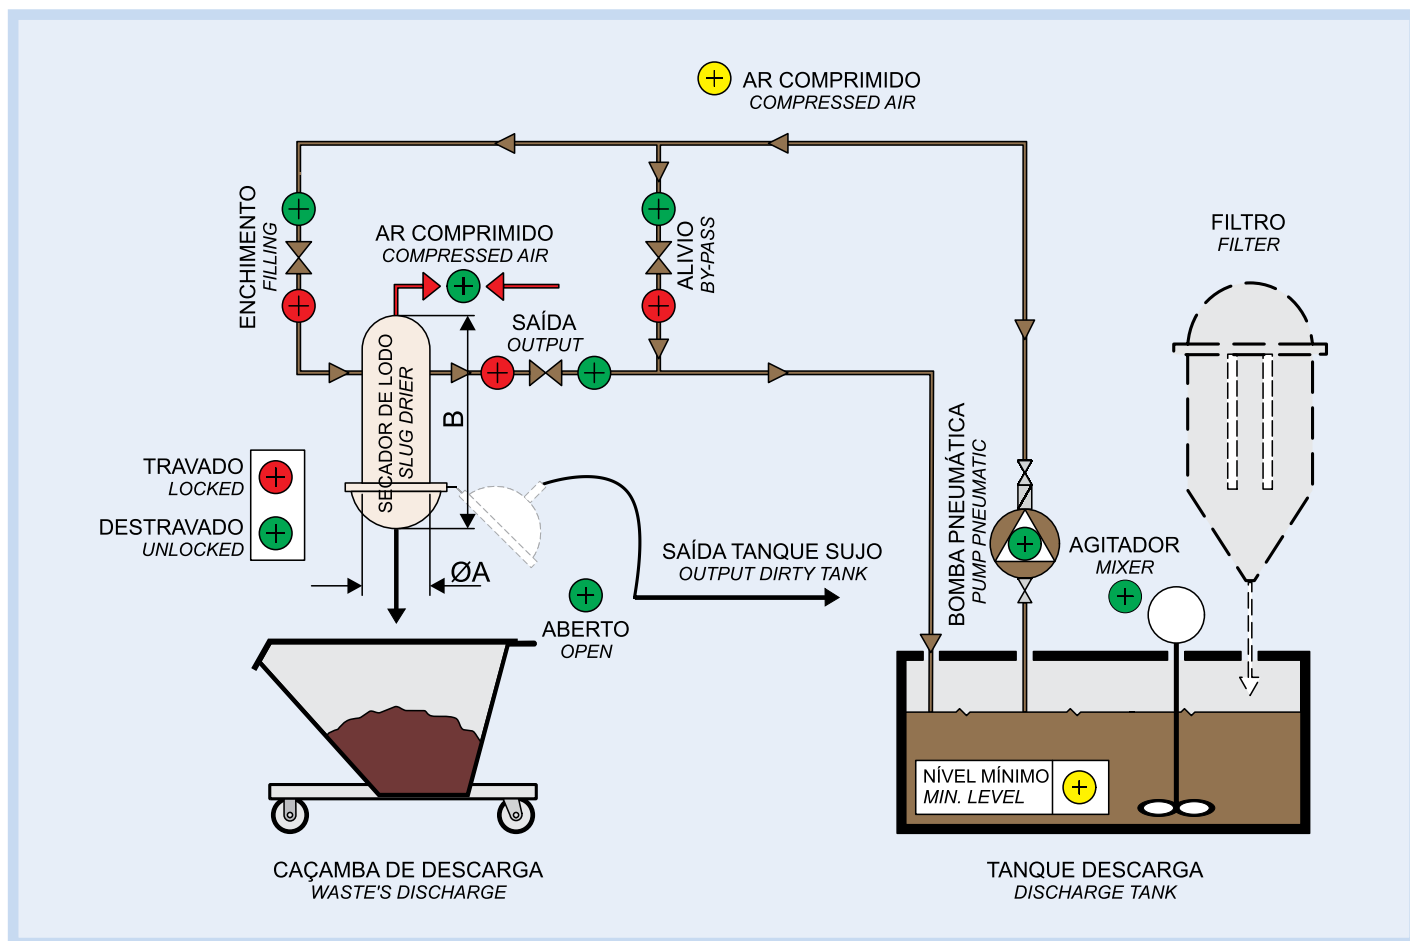 AR COMPRIMIDO
COMPRESSED AIR
ENCHIMENTO
FILLING
AR COMPRIMIDO
COMPRESSED AIR
ALIVIO
BY-PASS
FILTRO
FILTER
SAÍDA
OUTPUT
SECADOR DE LODO
SLUG DRIER
B
TRAVADO
LOCKED
DESTRAVADO
UNLOCKED
ØA
SAÍDA TANQUE SUJO
OUTPUT DIRTY TANK
BOMBA PNEUMÁTICA
PUMP PNEUMATIC
AGITADOR
MIXER
ABERTO
OPEN
NÍVEL MÍNIMO
MIN. LEVEL
CAÇAMBA DE DESCARGA
WASTE'S DISCHARGE
TANQUE DESCARGA
DISCHARGE TANK